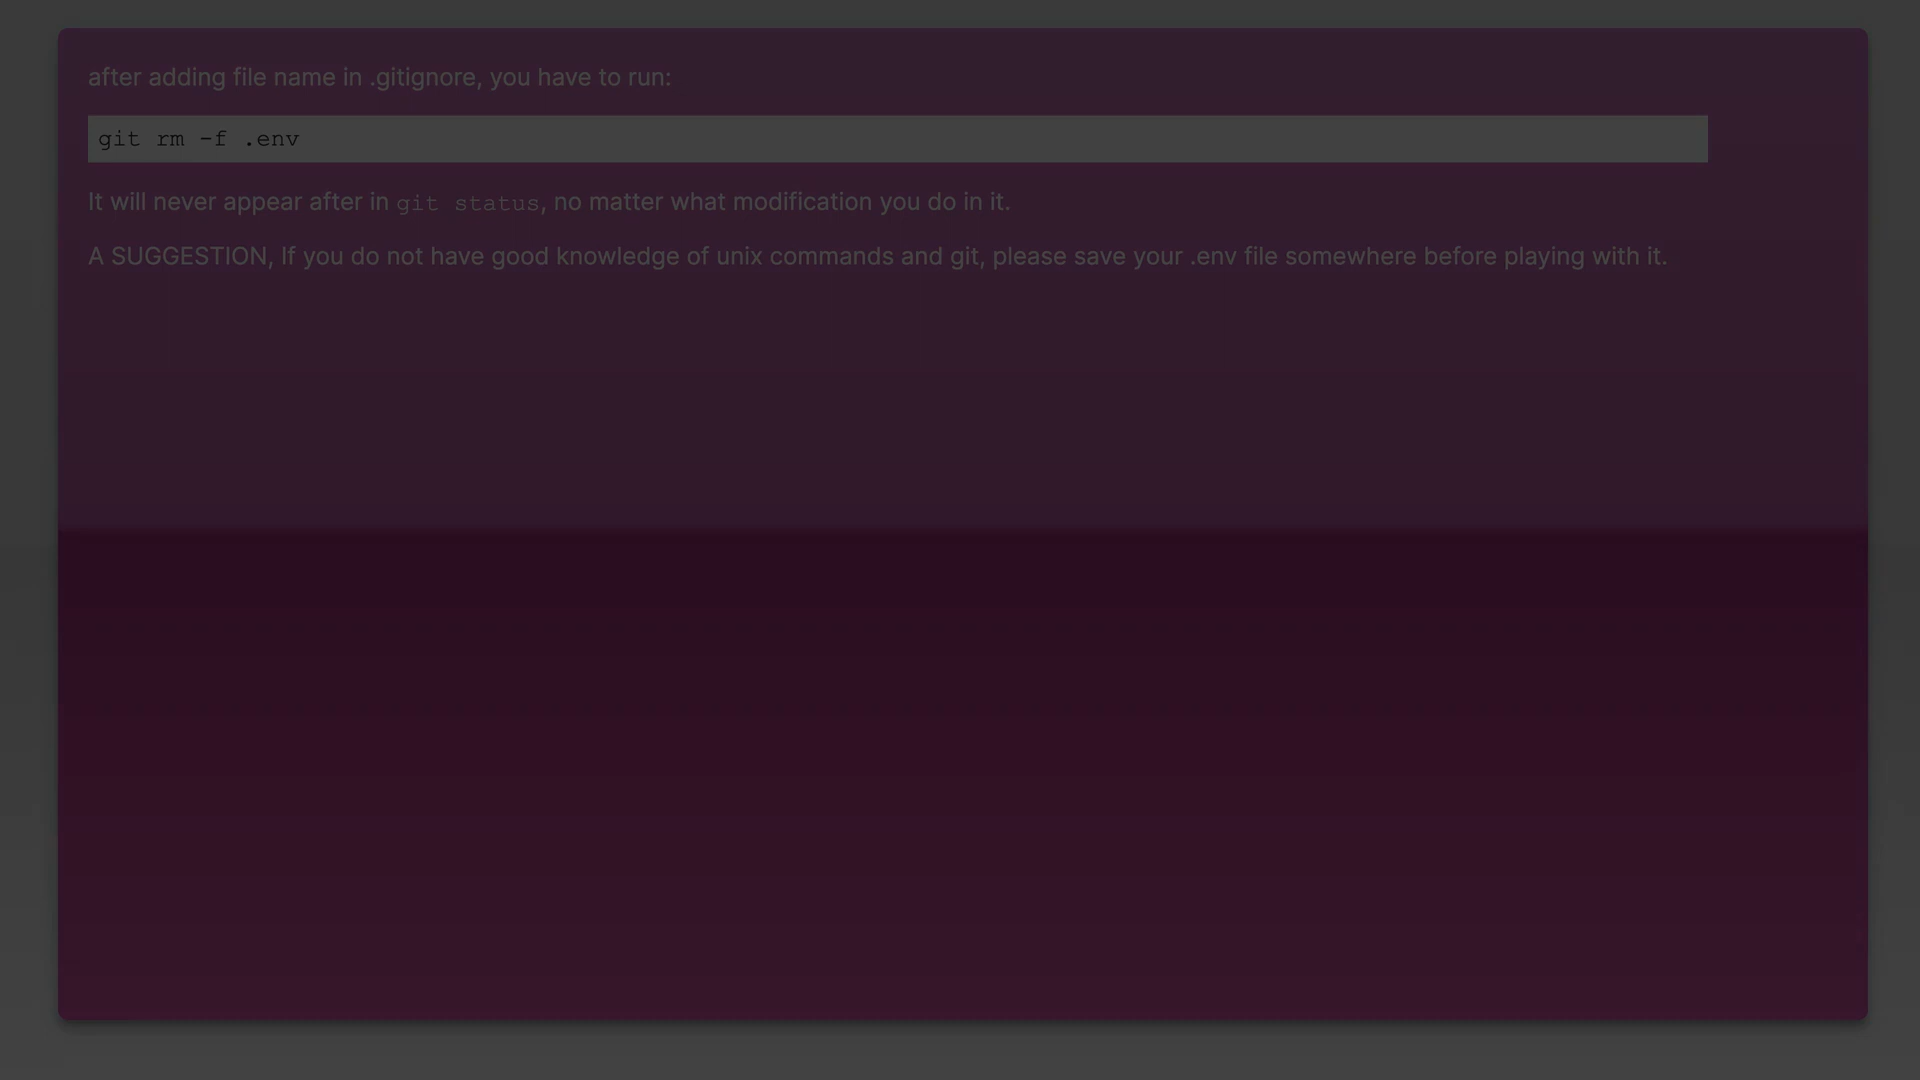 after adding file name in .gitignore, you have to run:
git rm -f .env
It will never appear after in git status, no matter what modification you do in it.
A SUGGESTION, If you do not have good knowledge of unix commands and git, please save your .env file somewhere before playing with it.